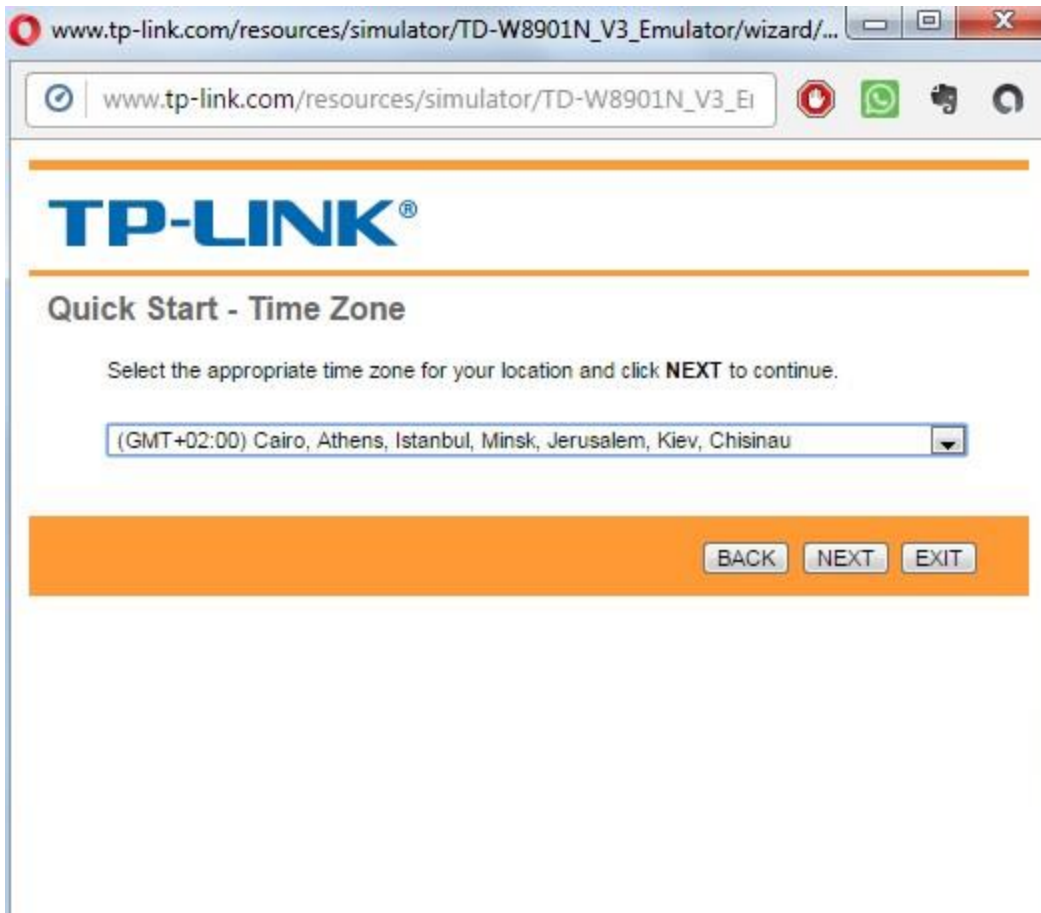 www.tp-link.com/resources/simulator/TD-W8901N_V3_Emulator/wizard/...
www.tp-link.com/resources/simulator/TD-W8901N_V3_E
TP-LINK®
Quick Start - Time Zone
Select the appropriate time zone for your location and click NEXT to continue.
(GMT+02:00) Cairo, Athens, Istanbul, Minsk, Jerusalem, Kiev, Chisinau
BACK NEXT EXIT